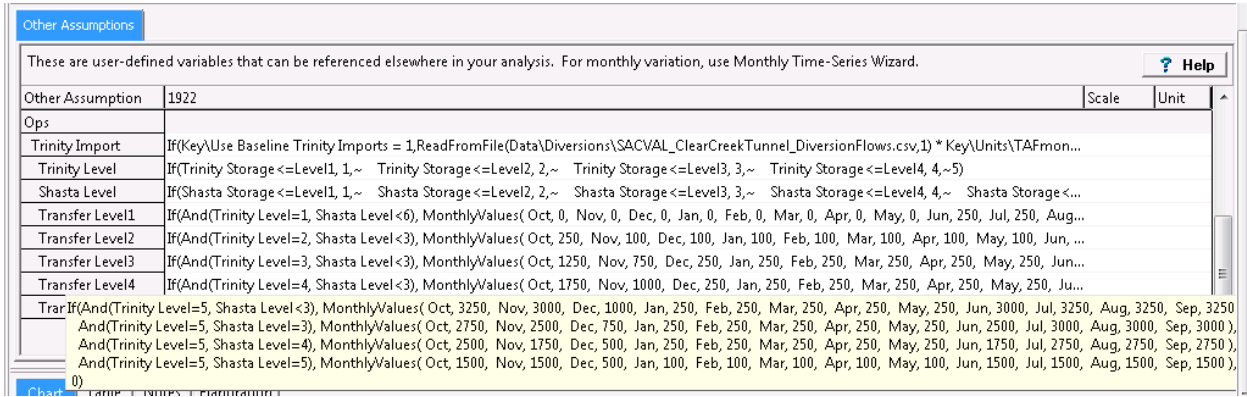 Other Assumptions
These are user-defined variables that can be referenced elsewhere in your analysis.  For monthly variation, use Monthly Time-Series Wizard.
? Help
Other Assumption 1922 Scale Unit
Ops
Trinity Import If(Key\Use Baseline Trinity Imports = 1,ReadFromFile(Data\Diversions\SACVAL_ClearCreekTunnel_DiversionFlows.csv,1) * Key\Units\TAFmon...
Trinity Level If(Trinity Storage<=Level1, 1,~   Trinity Storage<=Level2, 2,~   Trinity Storage<=Level3, 3,~   Trinity Storage<=Level4, 4,~5)
Shasta Level If(Shasta Storage<=Level1, 1,~   Shasta Storage<=Level2, 2,~   Shasta Storage<=Level3, 3,~   Shasta Storage<=Level4, 4,~   Shasta Storage<...
Transfer Level1 If(And(Trinity Level=1, Shasta Level<6), MonthlyValues( Oct, 0,  Nov, 0,  Dec, 0,  Jan, 0,  Feb, 0,  Mar, 0,  Apr, 0,  May, 0,  Jun, 250,  Jul, 250,  Aug...
Transfer Level2 If(And(Trinity Level=2, Shasta Level<3), MonthlyValues( Oct, 250,  Nov, 100,  Dec, 100,  Jan, 100,  Feb, 100,  Mar, 100,  Apr, 100,  May, 100,  Jun, ...
Transfer Level3 If(And(Trinity Level=3, Shasta Level<3), MonthlyValues( Oct, 1250,  Nov, 750,  Dec, 250,  Jan, 250,  Feb, 250,  Mar, 250,  Apr, 250,  May, 250,  Jun...
Transfer Level4 If(And(Trinity Level=4, Shasta Level<3), MonthlyValues( Oct, 1750,  Nov, 1000,  Dec, 250,  Jan, 250,  Feb, 250,  Mar, 250,  Apr, 250,  May, 250,  Ju...
Tran If(And(Trinity Level=5, Shasta Level<3), MonthlyValues( Oct, 3250,  Nov, 3000,  Dec, 1000,  Jan, 250,  Feb, 250,  Mar, 250,  Apr, 250,  May, 250,  Jun, 3000,  Jul, 3250,  Aug, 3250,  Sep, 3250
And(Trinity Level=5, Shasta Level=3), MonthlyValues( Oct, 2750,  Nov, 2500,  Dec, 750,  Jan, 250,  Feb, 250,  Mar, 250,  Apr, 250,  May, 250,  Jun, 2500,  Jul, 3000,  Aug, 3000,  Sep, 3000 ),
And(Trinity Level=5, Shasta Level=4), MonthlyValues( Oct, 2500,  Nov, 1750,  Dec, 500,  Jan, 250,  Feb, 250,  Mar, 250,  Apr, 250,  May, 250,  Jun, 1750,  Jul, 2750,  Aug, 2750,  Sep, 2750 ),
And(Trinity Level=5, Shasta Level=5), MonthlyValues( Oct, 1500,  Nov, 1500,  Dec, 500,  Jan, 100,  Feb, 100,  Mar, 100,  Apr, 100,  May, 100,  Jun, 1500,  Jul, 1500,  Aug, 1500,  Sep, 1500 ),
0)
Chart Table Notes Elaboration